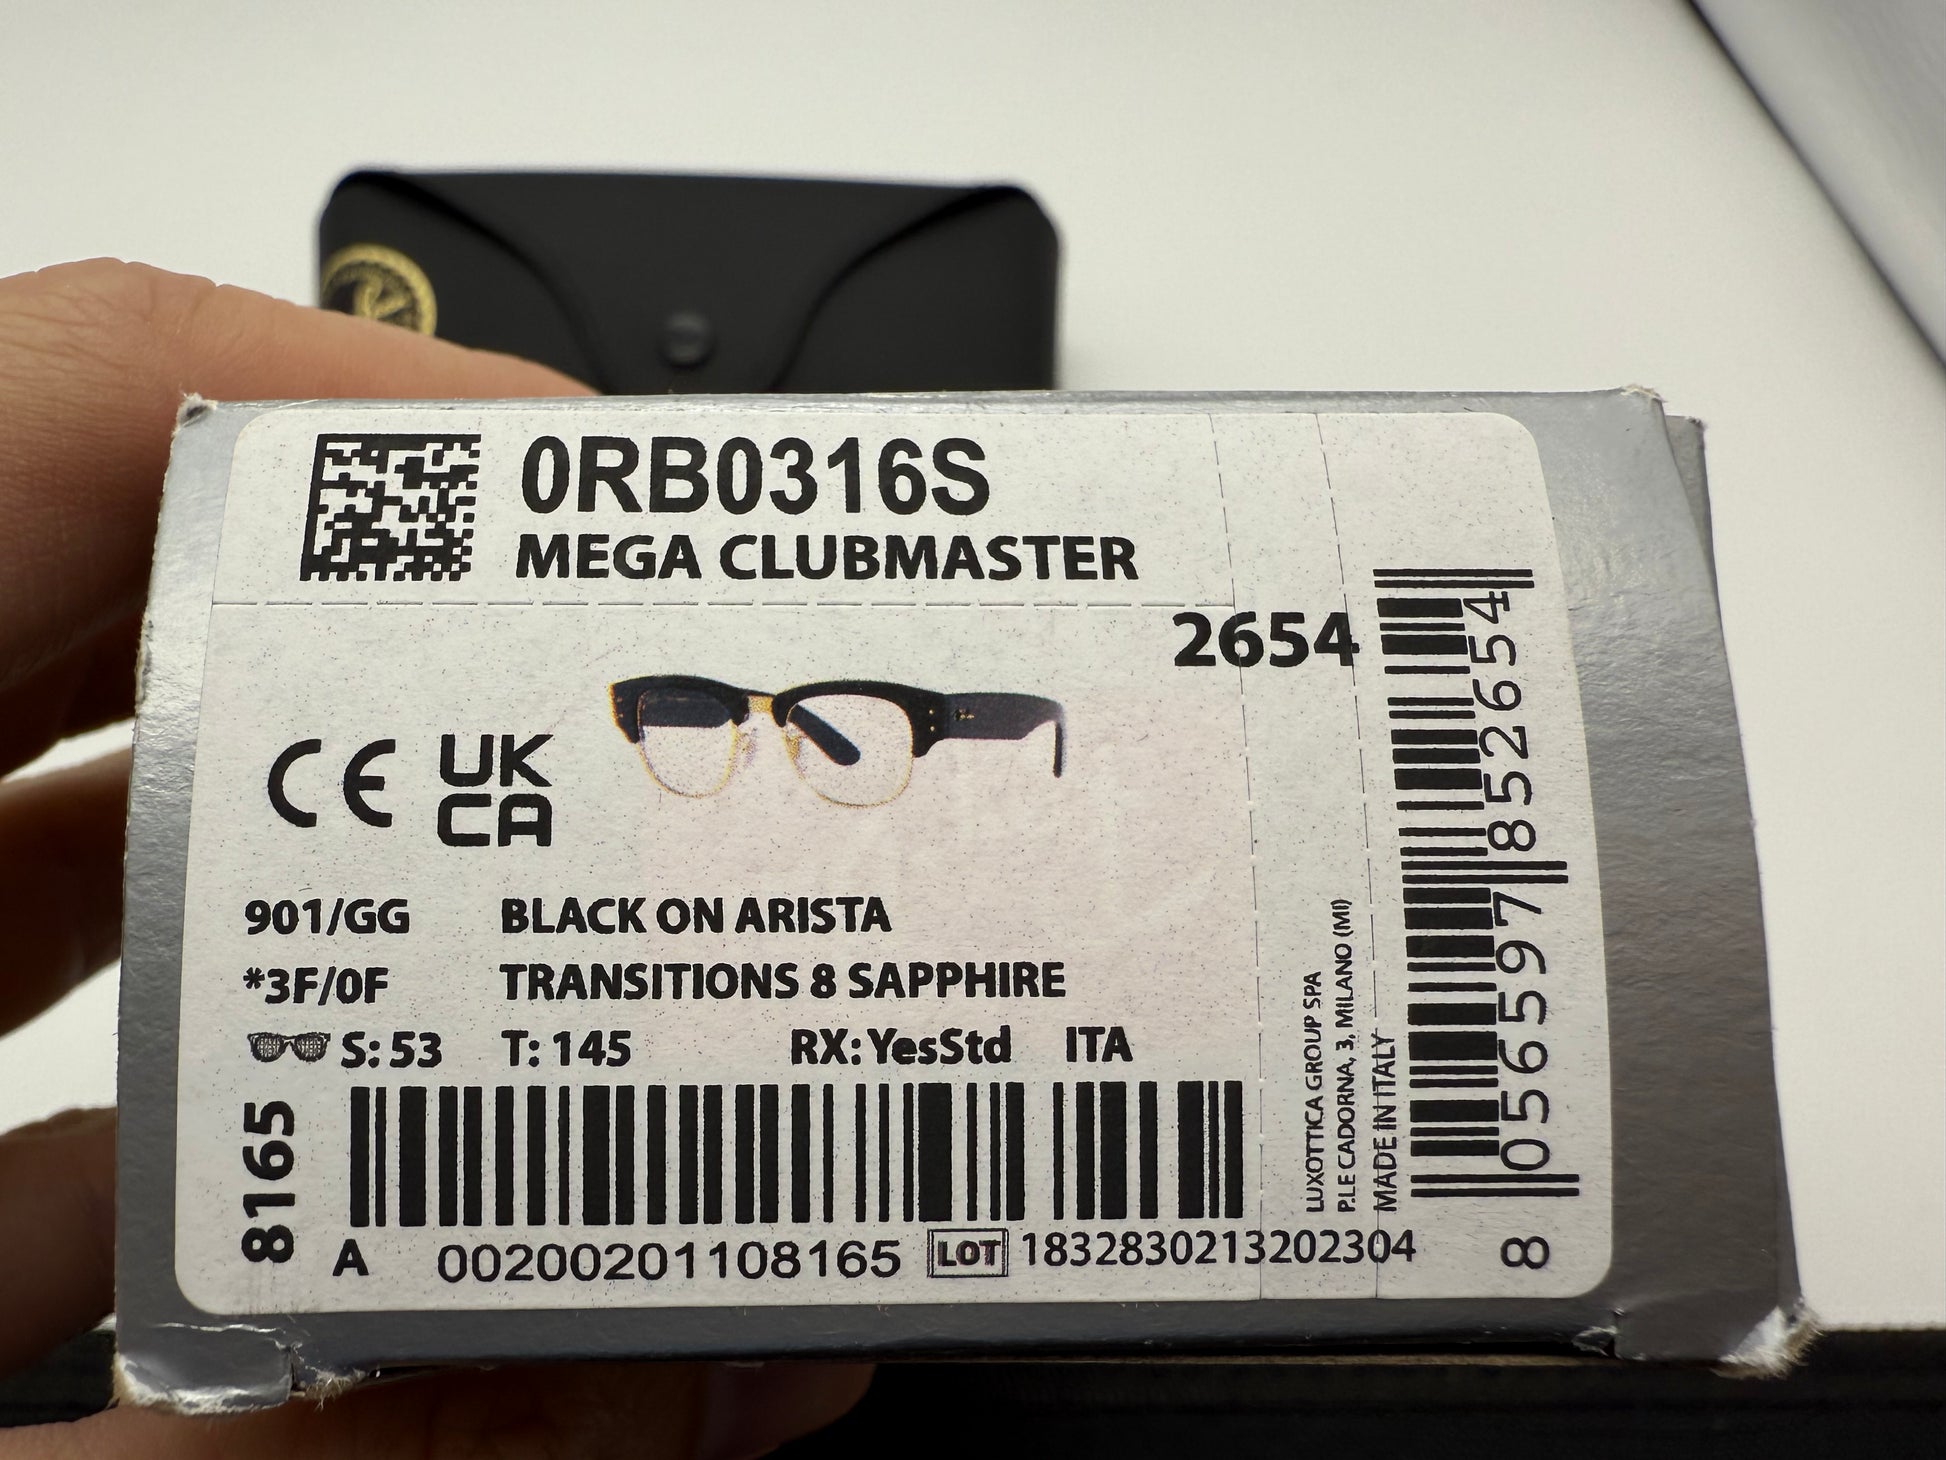 0RB0316S
MEGA CLUBMASTER
2654
CE
UK
CA
901/GG BLACK ON ARISTA
*3F/0F TRANSITIONS 8 SAPPHIRE
S: 53 T: 145 RX: YesStd ITA
8165
A 00200201108165 LOT 1832830213202304
LUXOTTICA GROUP SPA
P.LE CADORNA, 3, MILANO (MI)
MADE IN ITALY
8 056597 852654